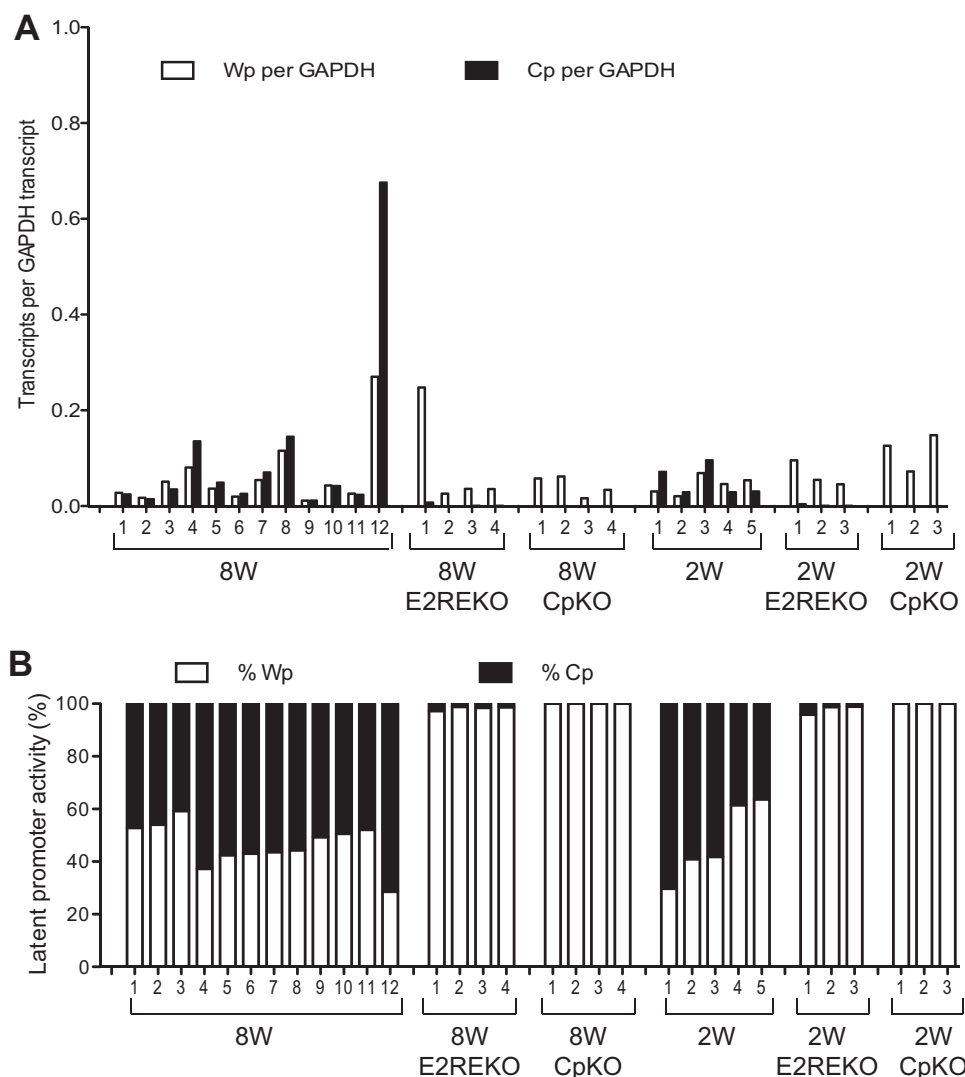 A
Transcripts per GAPDH transcript
1.0
0.8
0.6
0.4
0.2
0.0
Wp per GAPDH Cp per GAPDH
1 2 3 4 5 6 7 8 9 10 11 12 1 2 3 4 1 2 3 4 1 2 3 4 5 1 2 3 1 2 3
8W 8W 8W 2W 2W 2W
E2REKO CpKO E2REKO CpKO
B
Latent promoter activity (%)
% Wp % Cp
100
80
60
40
20
0
1 2 3 4 5 6 7 8 9 10 11 12 1 2 3 4 1 2 3 4 1 2 3 4 5 1 2 3 1 2 3
8W 8W 8W 2W 2W 2W
E2REKO CpKO E2REKO CpKO